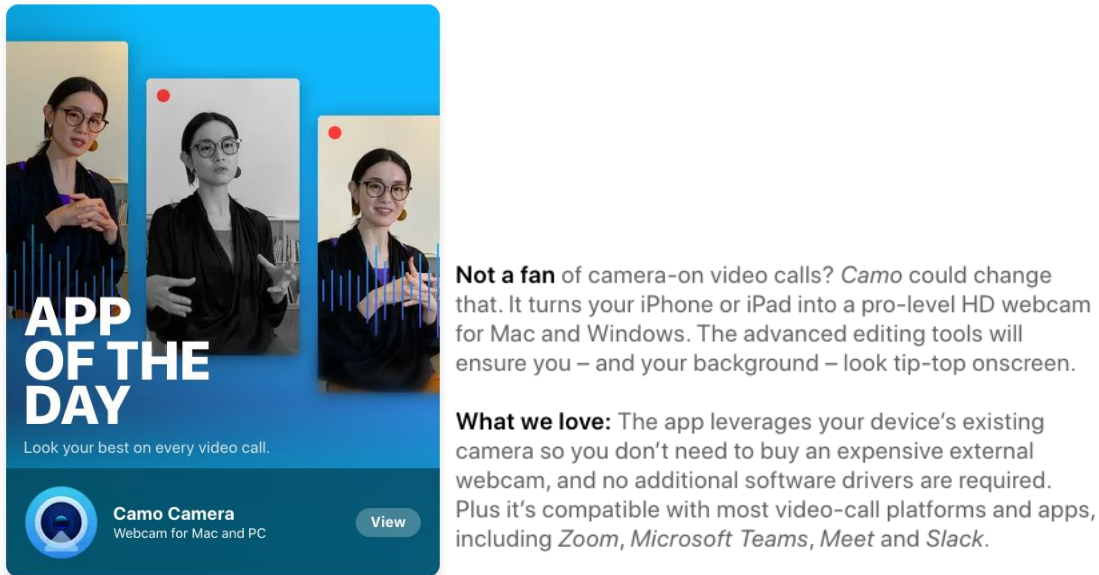 APP
OF THE
DAY
Look your best on every video call.
Camo Camera
Webcam for Mac and PC
View
Not a fan of camera-on video calls? Camo could change
that. It turns your iPhone or iPad into a pro-level HD webcam
for Mac and Windows. The advanced editing tools will
ensure you – and your background – look tip-top onscreen.
What we love: The app leverages your device’s existing
camera so you don’t need to buy an expensive external
webcam, and no additional software drivers are required.
Plus it’s compatible with most video-call platforms and apps,
including Zoom, Microsoft Teams, Meet and Slack.